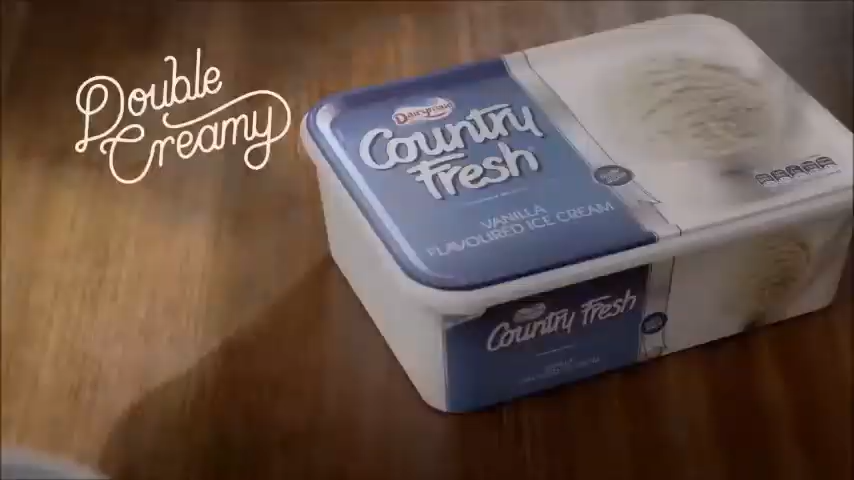 Double
Creamy
Dairymaid
Country
Fresh
VANILLA
FLAVOURED ICE CREAM
Country Fresh